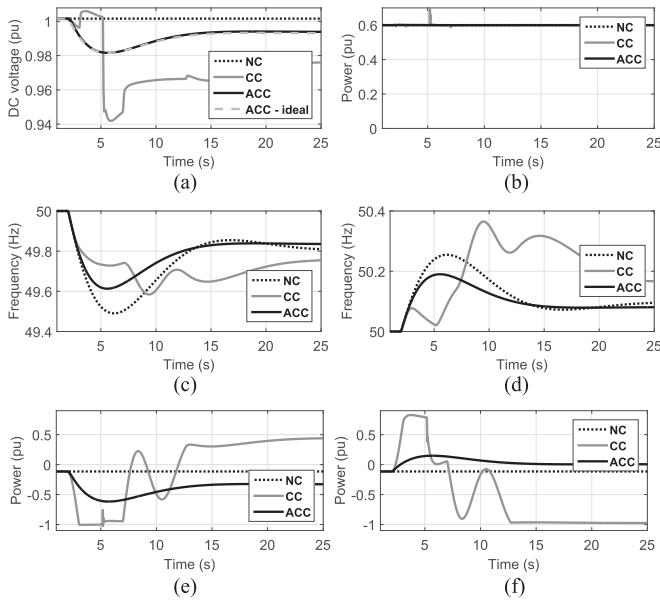 DC voltage (pu)
1
0.98
0.96
0.94
NC
CC
ACC
ACC - ideal
5 10 15 20 25
Time (s)
(a)
Power (pu)
0.6
0.4
0.2
0
NC
CC
ACC
5 10 15 20 25
Time (s)
(b)
Frequency (Hz)
50
49.8
49.6
49.4
NC
CC
ACC
5 10 15 20 25
Time (s)
(c)
Frequency (Hz)
50.4
50.2
50
NC
CC
ACC
5 10 15 20 25
Time (s)
(d)
Power (pu)
0.5
0
-0.5
-1
NC
CC
ACC
5 10 15 20 25
Time (s)
(e)
Power (pu)
0.5
0
-0.5
-1
NC
CC
ACC
5 10 15 20 25
Time (s)
(f)